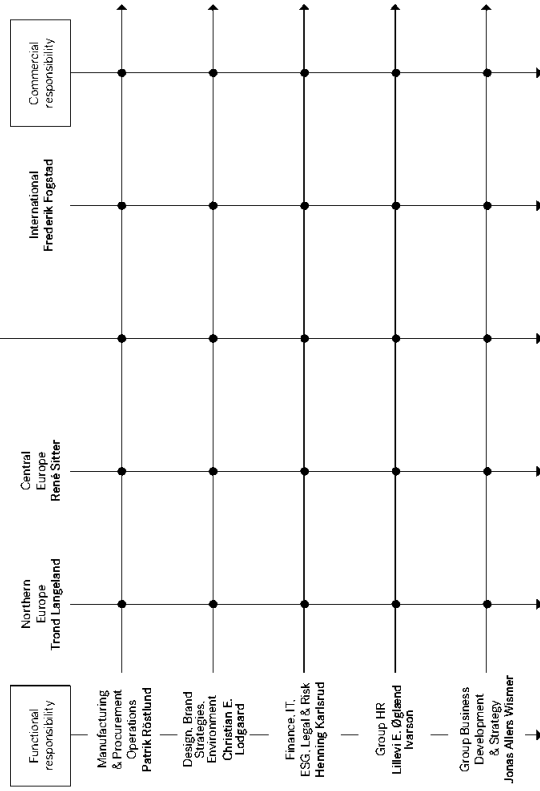 Functional
responsibility
Northern
Europe
Trond Langeland
Central
Europe
René Sitter
International
Frederik Fogstad
Commercial
responsibility
Manufacturing
& Procurement
Operations
Patrik Röstlund
Design, Brand
Strategies,
Environment
Christian E.
Lodgaard
Finance, IT,
ESG, Legal & Risk
Henning Karlsrud
Group HR
Lillevi E. Øglænd
Ivarson
Group Business
Development
& Strategy
Jonas Allers Wismer